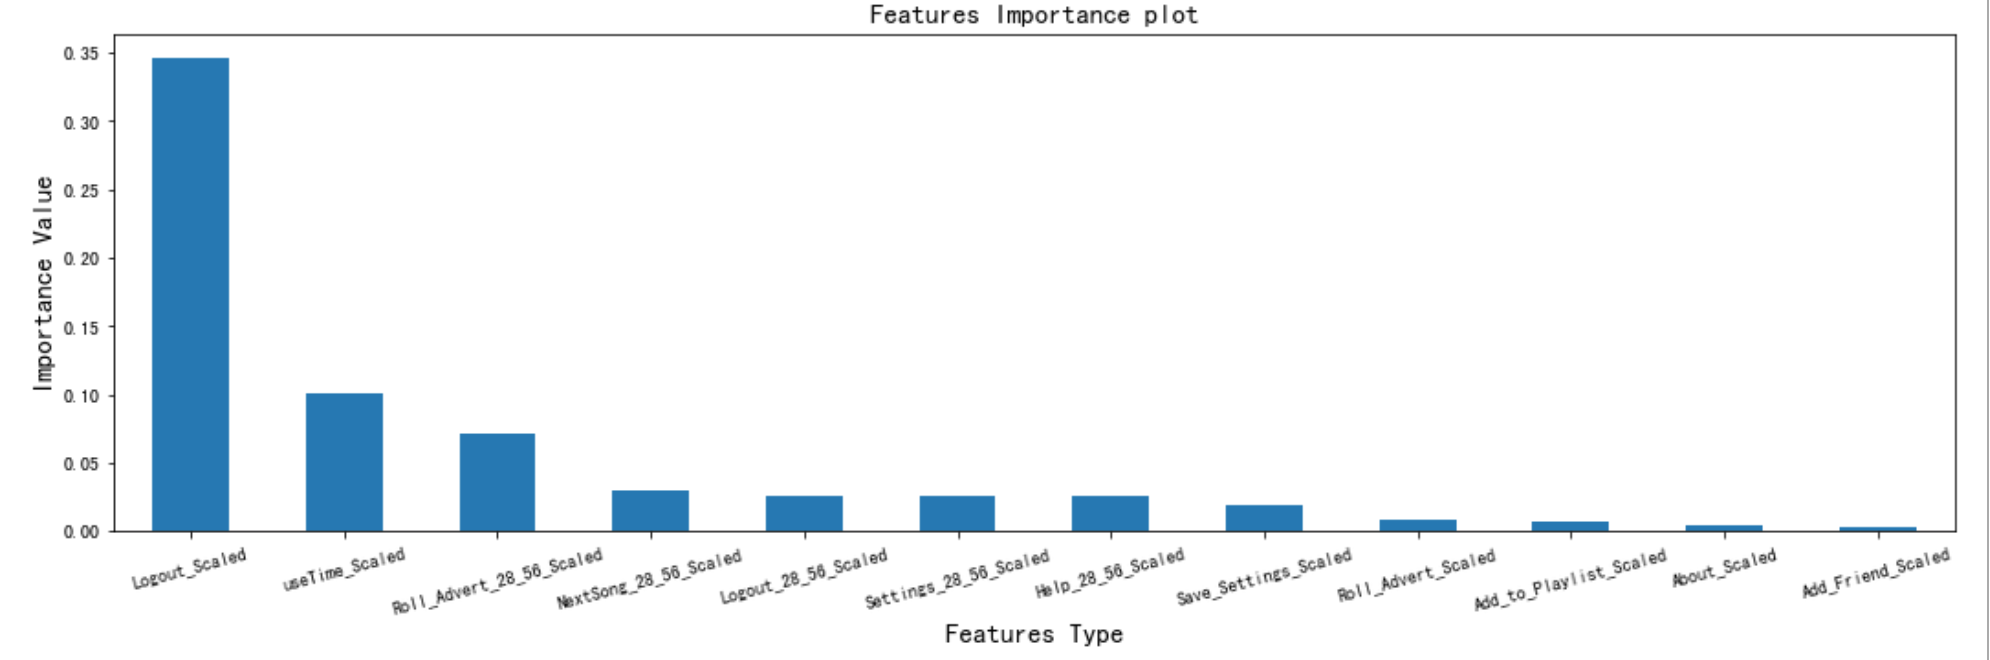 Features Importance plot
Importance Value
0.35
0.30
0.25
0.20
0.15
0.10
0.05
0.00
Logout_Scaled
useTime_Scaled
Roll_Advert_28_56_Scaled
NextSong_28_56_Scaled
Logout_28_56_Scaled
Settings_28_56_Scaled
Help_28_56_Scaled
Save_Settings_Scaled
Roll_Advert_Scaled
Add_to_Playlist_Scaled
About_Scaled
Add_Friend_Scaled
Features Type